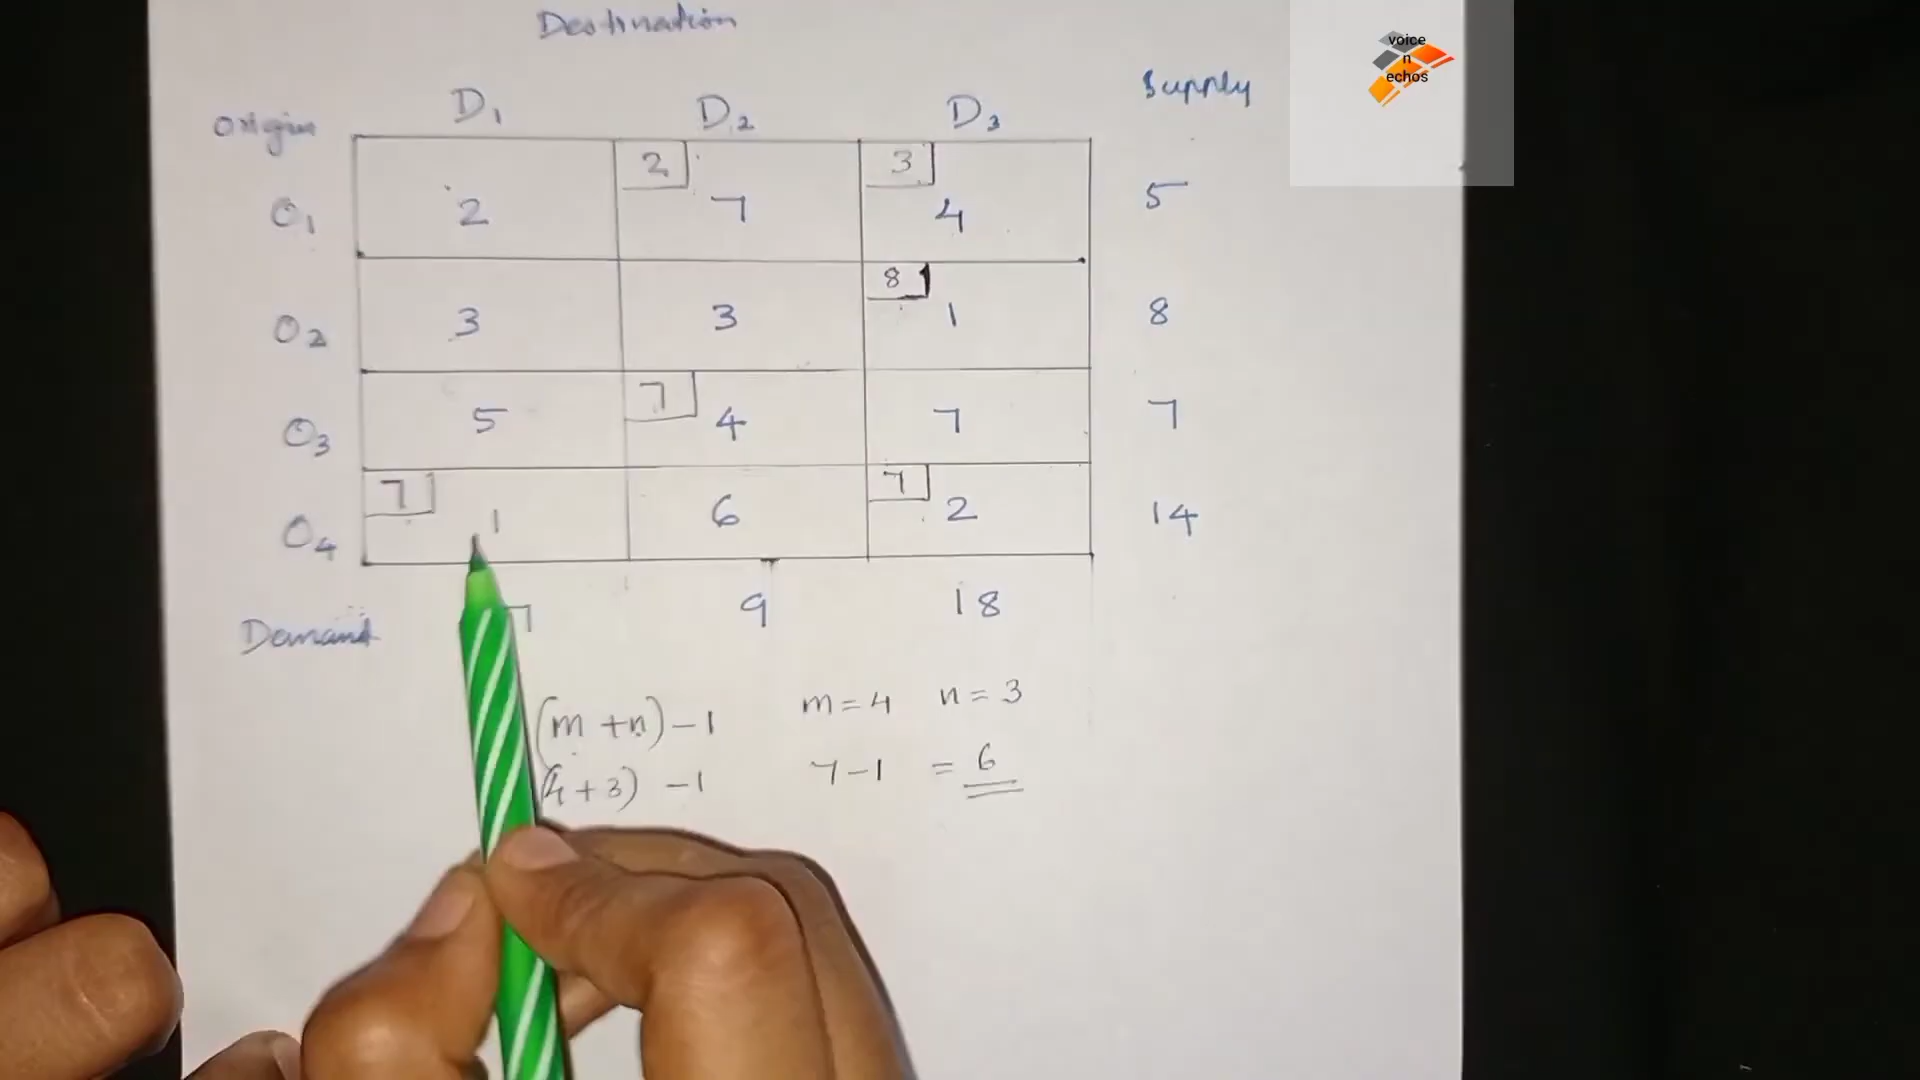 Destination
voice
n
echos
Origin D1 D2 D3 Supply
2 3
O1 2 7 4 5
8
O2 3 3 1 8
7
O3 5 4 7 7
7 7
O4 1 6 2 14
Demand 7 9 18
(m+n)-1 m=4 n=3
(4+3) -1 7-1 = 6